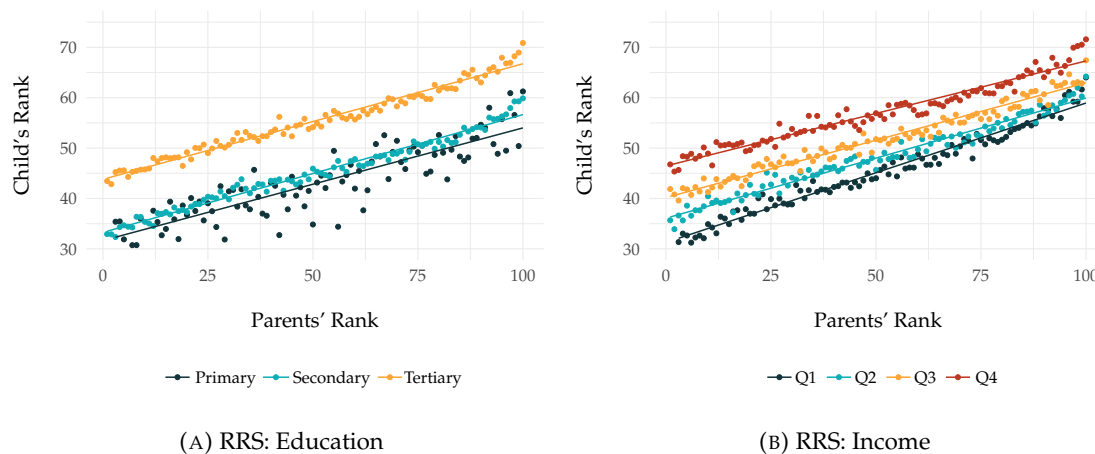 70
60
50
40
30
Child's Rank
0 25 50 75 100
Parents' Rank
Primary Secondary Tertiary
(A) RRS: Education
70
60
50
40
30
Child's Rank
0 25 50 75 100
Parents' Rank
Q1 Q2 Q3 Q4
(B) RRS: Income